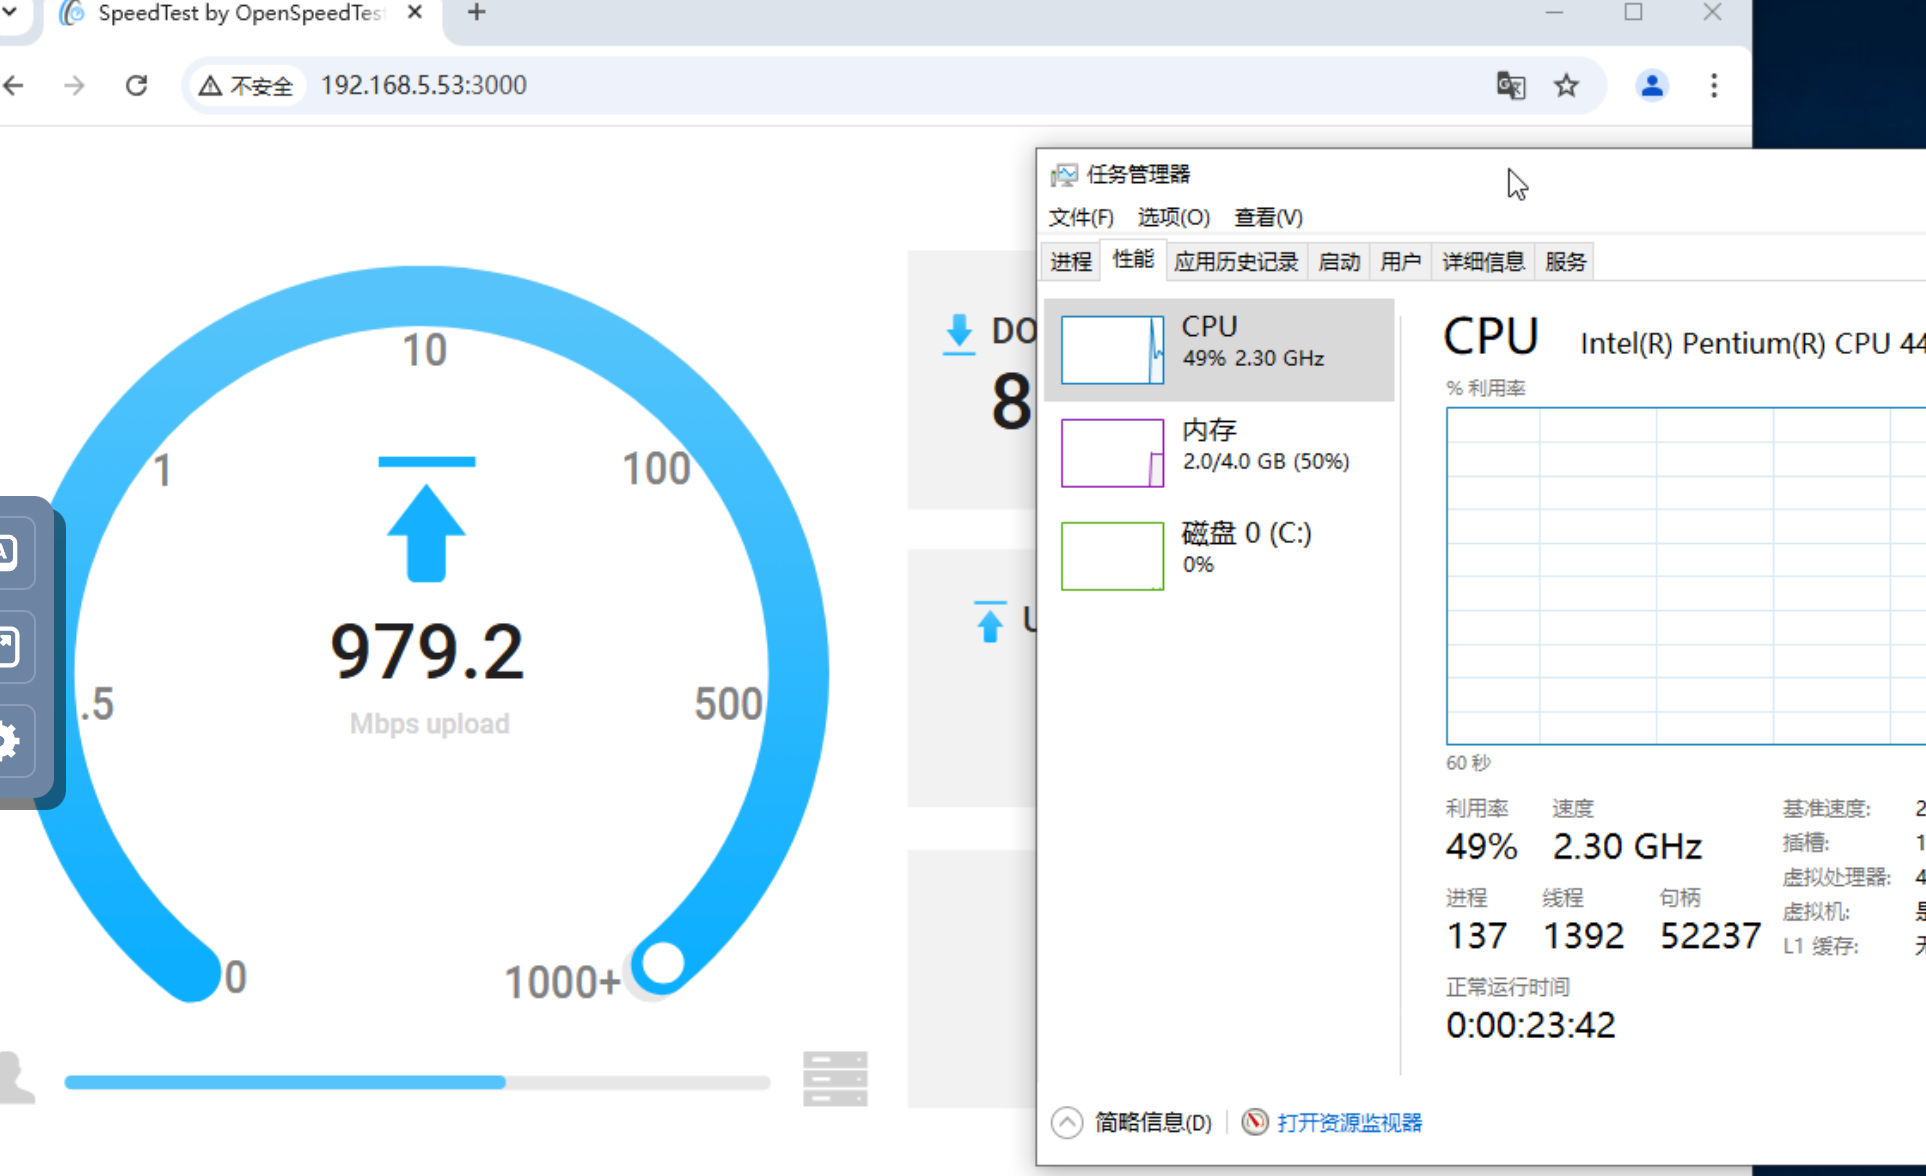 SpeedTest by OpenSpeedTest
不安全
192.168.5.53:3000
10
1
100
979.2
Mbps upload
.5
500
0
1000+
DO
8
U
任务管理器
文件(F) 选项(O) 查看(V)
进程 性能 应用历史记录 启动 用户 详细信息 服务
CPU
49% 2.30 GHz
内存
2.0/4.0 GB (50%)
磁盘 0 (C:)
0%
CPU Intel(R) Pentium(R) CPU 44
% 利用率
60 秒
利用率 速度
49% 2.30 GHz
进程 线程 句柄
137 1392 52237
正常运行时间
0:00:23:42
基准速度: 2
插槽: 1
虚拟处理器: 4
虚拟机:
L1 缓存:
简略信息(D) 打开资源监视器